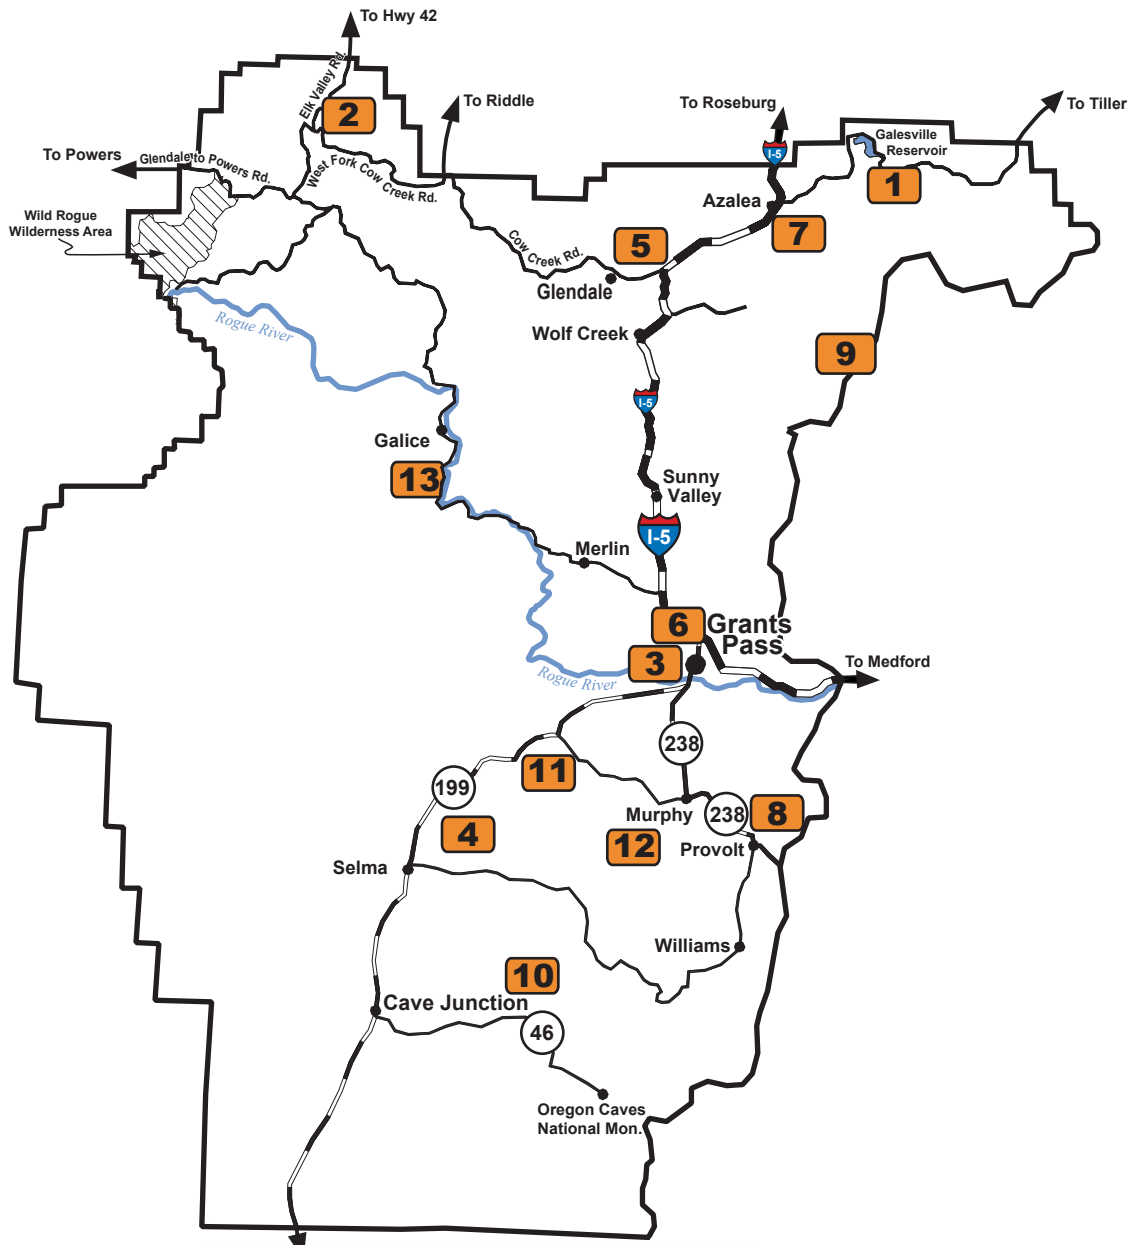 To Hwy 42
Elk Valley Rd.
2
To Riddle
To Roseburg
To Tiller
I-5
Galesville
Reservoir
To Powers
Glendale to Powers Rd.
West Fork Cow Creek Rd.
1
Azalea
7
Wild Rogue
Wilderness Area
5
Cow Creek Rd.
Glendale
Rogue River
Wolf Creek
9
I-5
Galice
13
Sunny
Valley
I-5
Merlin
6
Grants
Pass
3
To Medford
Rogue River
238
11
199
Murphy
238
8
4
12
Provolt
Selma
Williams
10
Cave Junction
46
Oregon Caves
National Mon.